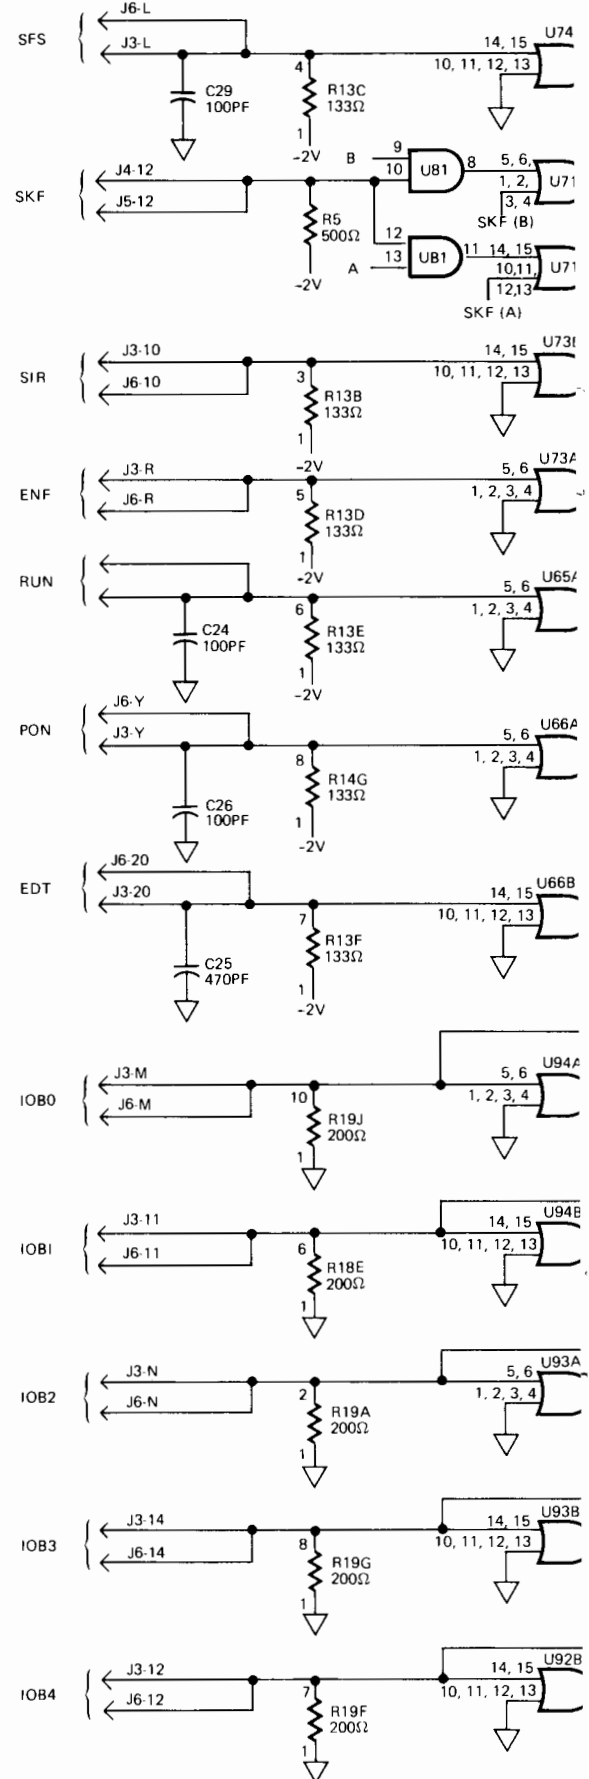 J6-L
SFS
J3-L
U74
14, 15
10, 11, 12, 13
4
C29
100PF
R13C
133Ω
1
-2V
B
9
10
U81
8
5, 6,
1, 2,
3, 4
U71
SKF (B)
J4-12
SKF
J5-12
R5
500Ω
-2V
12
13
A
UB1
11
14, 15
10,11,
12,13
U71
SKF (A)
J3-10
SIR
J6-10
U73
14, 15
10, 11, 12, 13
3
R13B
133Ω
1
-2V
J3-R
ENF
J6-R
U73A
5, 6
1, 2, 3, 4
5
R13D
133Ω
1
-2V
RUN
U65A
5, 6
1, 2, 3, 4
6
C24
100PF
R13E
133Ω
1
-2V
J6-Y
PON
J3-Y
U66A
5, 6
1, 2, 3, 4
8
R14G
133Ω
C26
100PF
1
-2V
J6-20
EDT
J3-20
U66B
14, 15
10, 11, 12, 13
7
R13F
133Ω
C25
470PF
1
-2V
J3-M
IOB0
J6-M
U94A
5, 6
1, 2, 3, 4
10
R19J
200Ω
1
J3-11
IOBI
J6-11
U94B
14, 15
10, 11, 12, 13
6
R18E
200Ω
1
J3-N
IOB2
J6-N
U93A
5, 6
1, 2, 3, 4
2
R19A
200Ω
1
J3-14
IOB3
J6-14
U93B
14, 15
10, 11, 12, 13
8
R19G
200Ω
1
J3-12
IOB4
J6-12
U92B
14, 15
10, 11, 12, 13
7
R19F
200Ω
1